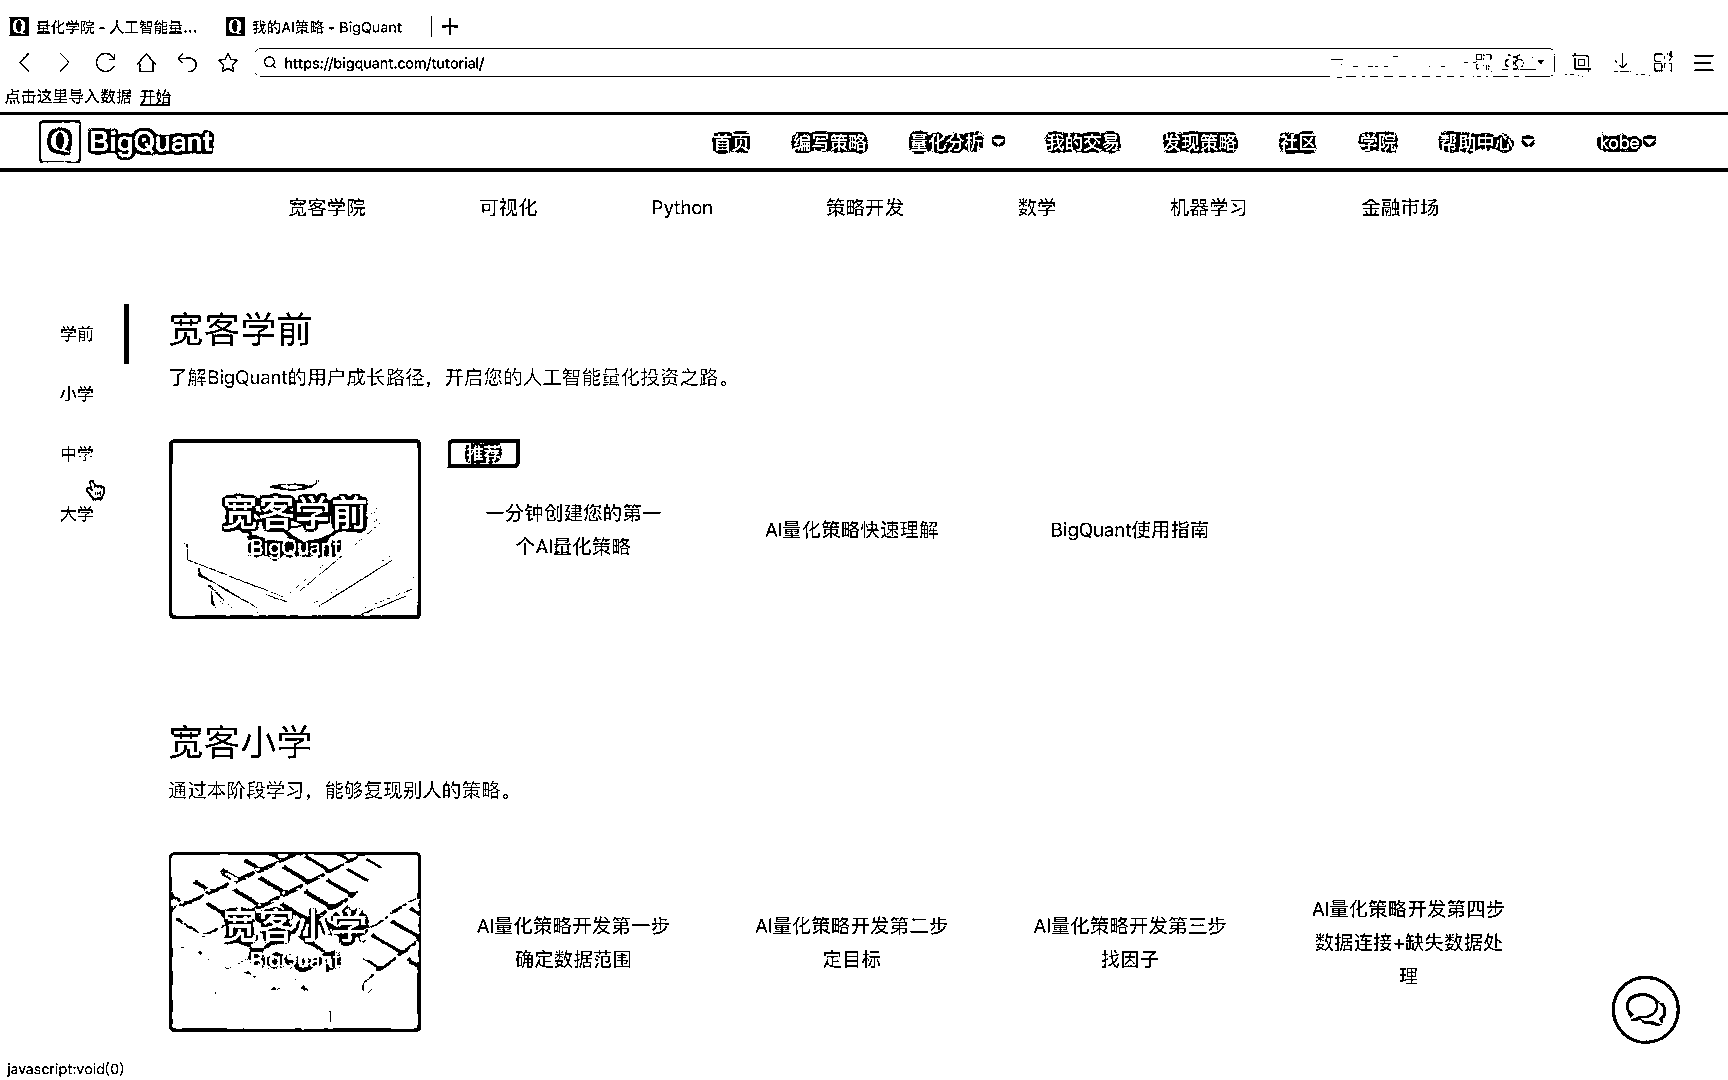 量化学院 - 人工智能量...
我的AI策略 - BigQuant
https://bigquant.com/tutorial/
点击这里导入数据 开始
Q BigQuant
首页 编写策略 量化分析 我的交易 发现策略 社区 学院 帮助中心 kobe
宽客学院 可视化 Python 策略开发 数学 机器学习 金融市场
学前
小学
中学
大学
宽客学前
了解BigQuant的用户成长路径，开启您的人工智能量化投资之路。
宽客学前
BigQuant
推荐
一分钟创建您的第一
个AI量化策略
AI量化策略快速理解
BigQuant使用指南
宽客小学
通过本阶段学习，能够复现别人的策略。
宽客小学
BigQuant
AI量化策略开发第一步
确定数据范围
AI量化策略开发第二步
定目标
AI量化策略开发第三步
找因子
AI量化策略开发第四步
数据连接+缺失数据处
理
javascript:void(0)